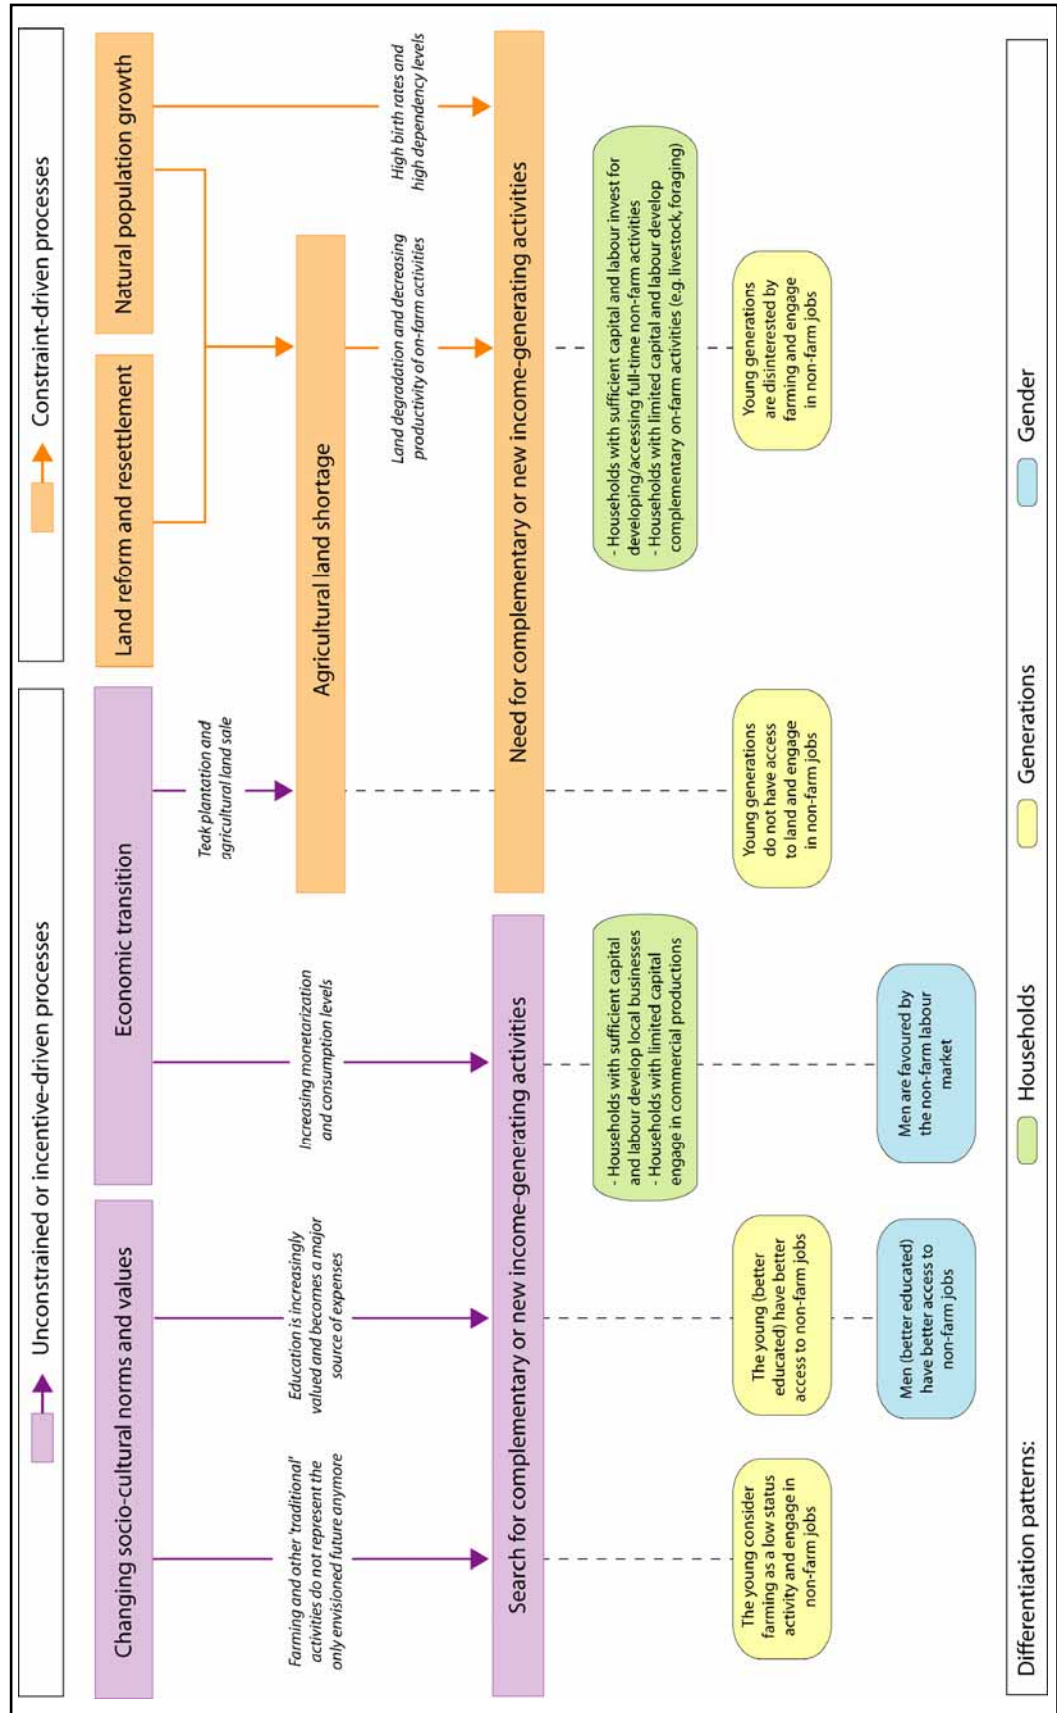 Unconstrained or incentive-driven processes
Constraint-driven processes
Changing socio-cultural norms and values
Economic transition
Land reform and resettlement
Natural population growth
Teak plantation and
agricultural land sale
Agricultural land shortage
Farming and other 'traditional'
activities do not represent the
only envisioned future anymore
Education is increasingly
valued and becomes a major
source of expenses
Increasing monetarization
and consumption levels
Land degradation and decreasing
productivity of on-farm activities
High birth rates and
high dependency levels
Search for complementary or new income-generating activities
Need for complementary or new income-generating activities
- Households with sufficient capital
and labour develop local businesses
- Households with limited capital
engage in commercial productions
- Households with sufficient capital and labour invest for
developing/accessing full-time non-farm activities
- Households with limited capital and labour develop
complementary on-farm activities (e.g. livestock, foraging)
The young consider
farming as a low status
activity and engage in
non-farm jobs
The young (better
educated) have better
access to non-farm jobs
Young generations
do not have access
to land and engage
in non-farm jobs
Young generations
are disinterested by
farming and engage
in non-farm jobs
Men (better educated)
have better access to
non-farm jobs
Men are favoured by
the non-farm labour
market
Differentiation patterns:
Households
Generations
Gender